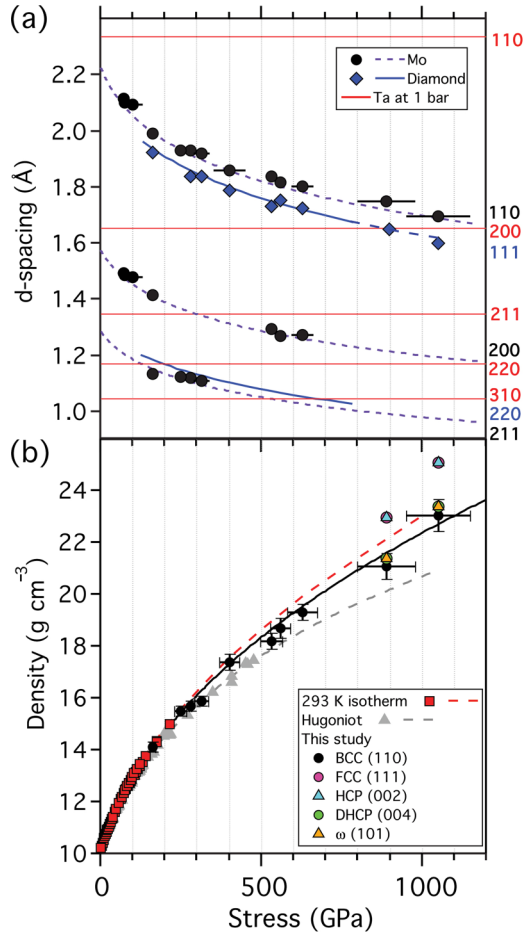 (a)
110
Mo
Diamond
Ta at 1 bar
2.2
2.0
1.8
1.6
1.4
1.2
1.0
d-spacing (Å)
110
200
111
211
200
220
310
220
211
(b)
24
22
20
18
16
14
12
10
Density (g cm⁻³)
293 K isotherm
Hugoniot
This study
BCC (110)
FCC (111)
HCP (002)
DHCP (004)
ω (101)
0
500
1000
Stress (GPa)